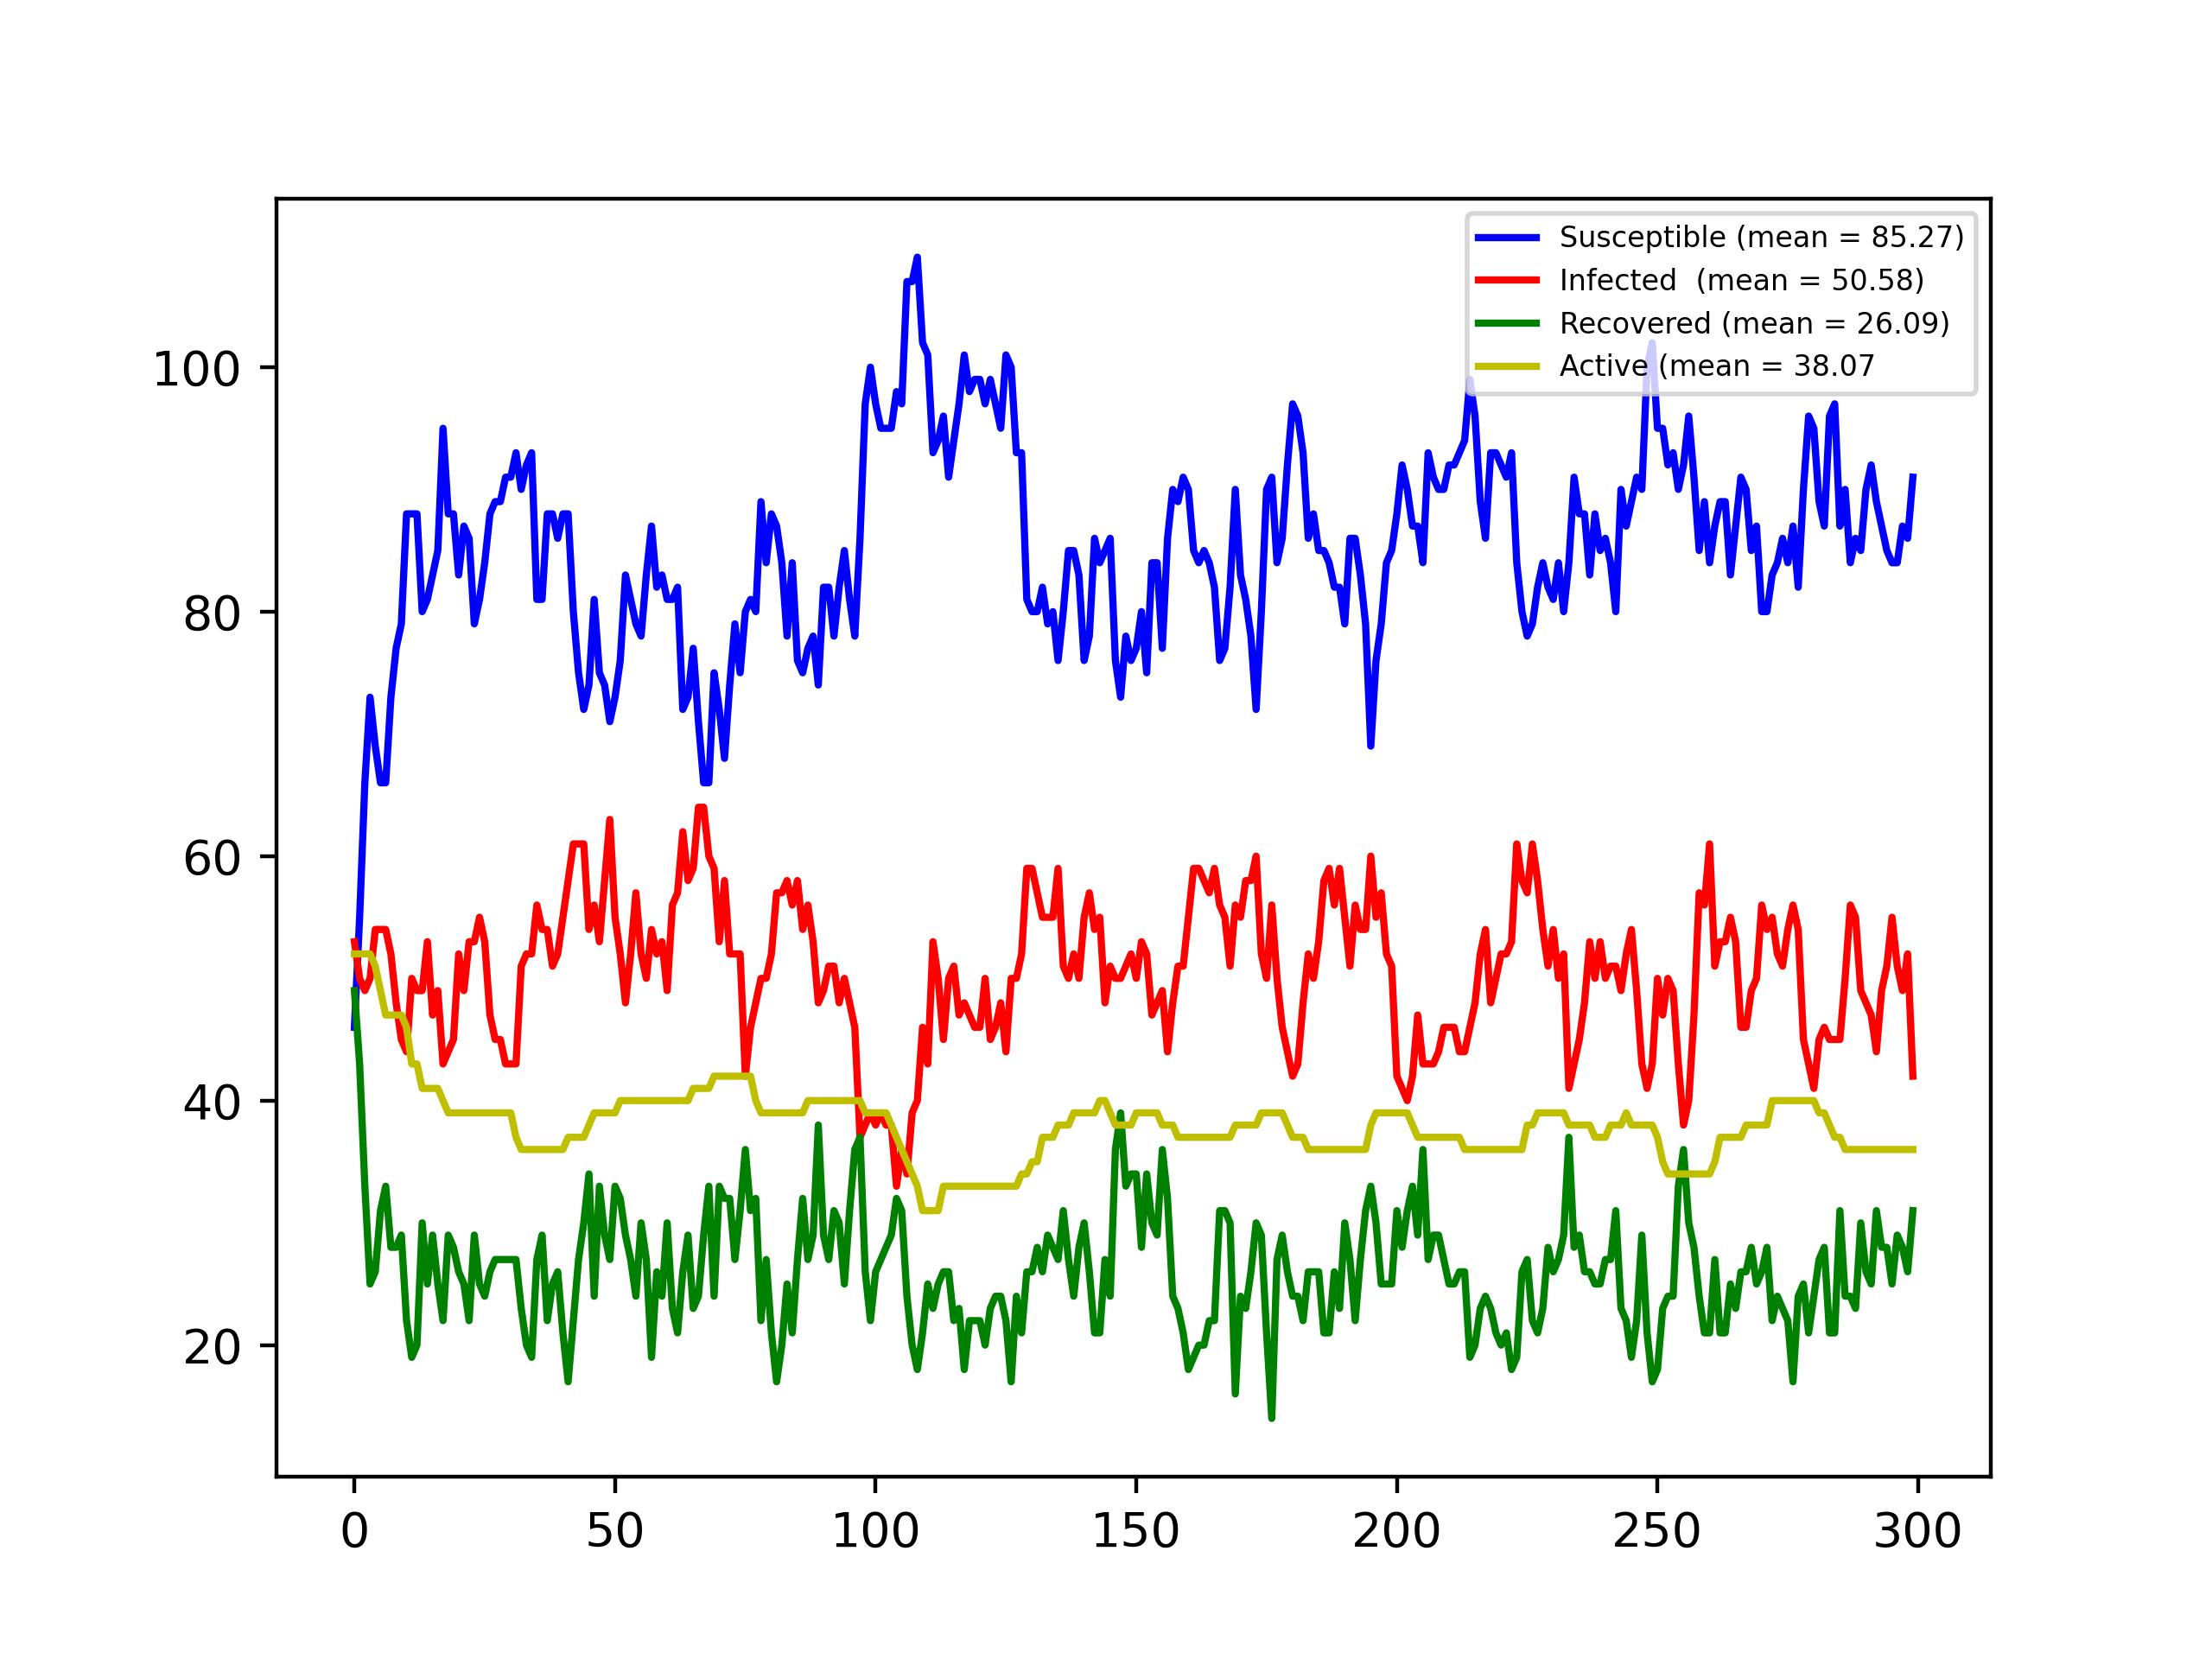 Susceptible (mean = 85.27)
Infected  (mean = 50.58)
Recovered (mean = 26.09)
Active (mean = 38.07
100
80
60
40
20
0 50 100 150 200 250 300